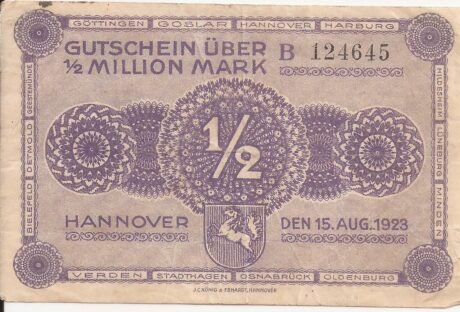 GÖTTINGEN GOSLAR HANNOVER HARBURG
GUTSCHEIN ÜBER
½ MILLION MARK
B 124645
GEESTEMÜNDE
DETMOLD
BIELEFELD
1/2
HILDESHEIM
LÜNEBURG
MINDEN
HANNOVER
DEN 15. AUG. 1923
VERDEN STADTHAGEN OSNABRÜCK OLDENBURG
J.C. KÖNIG & EBHARDT, HANNOVER